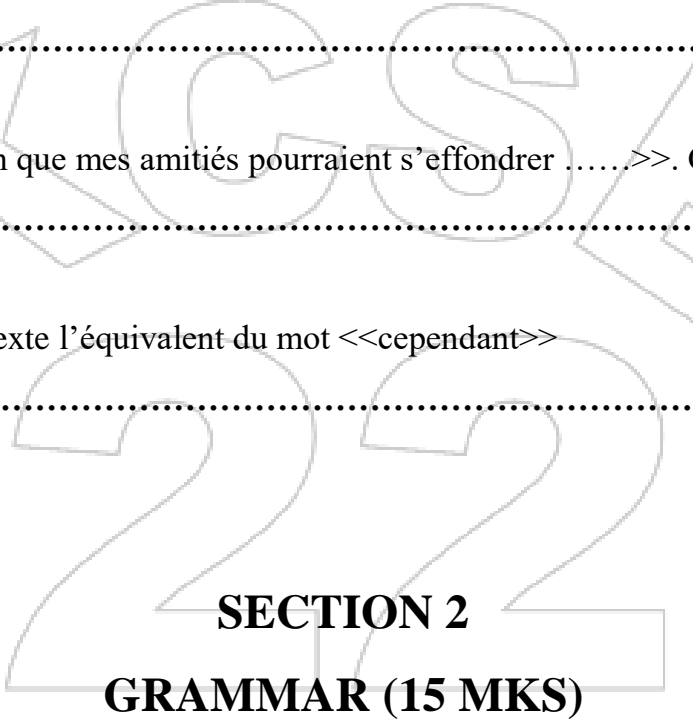 .....................................................................................
n que mes amitiés pourraient s’effondrer ……>>.
.....................................................................................
exte l’équivalent du mot <<cependant>>
.....................................................................................
SECTION 2
GRAMMAR (15 MKS)